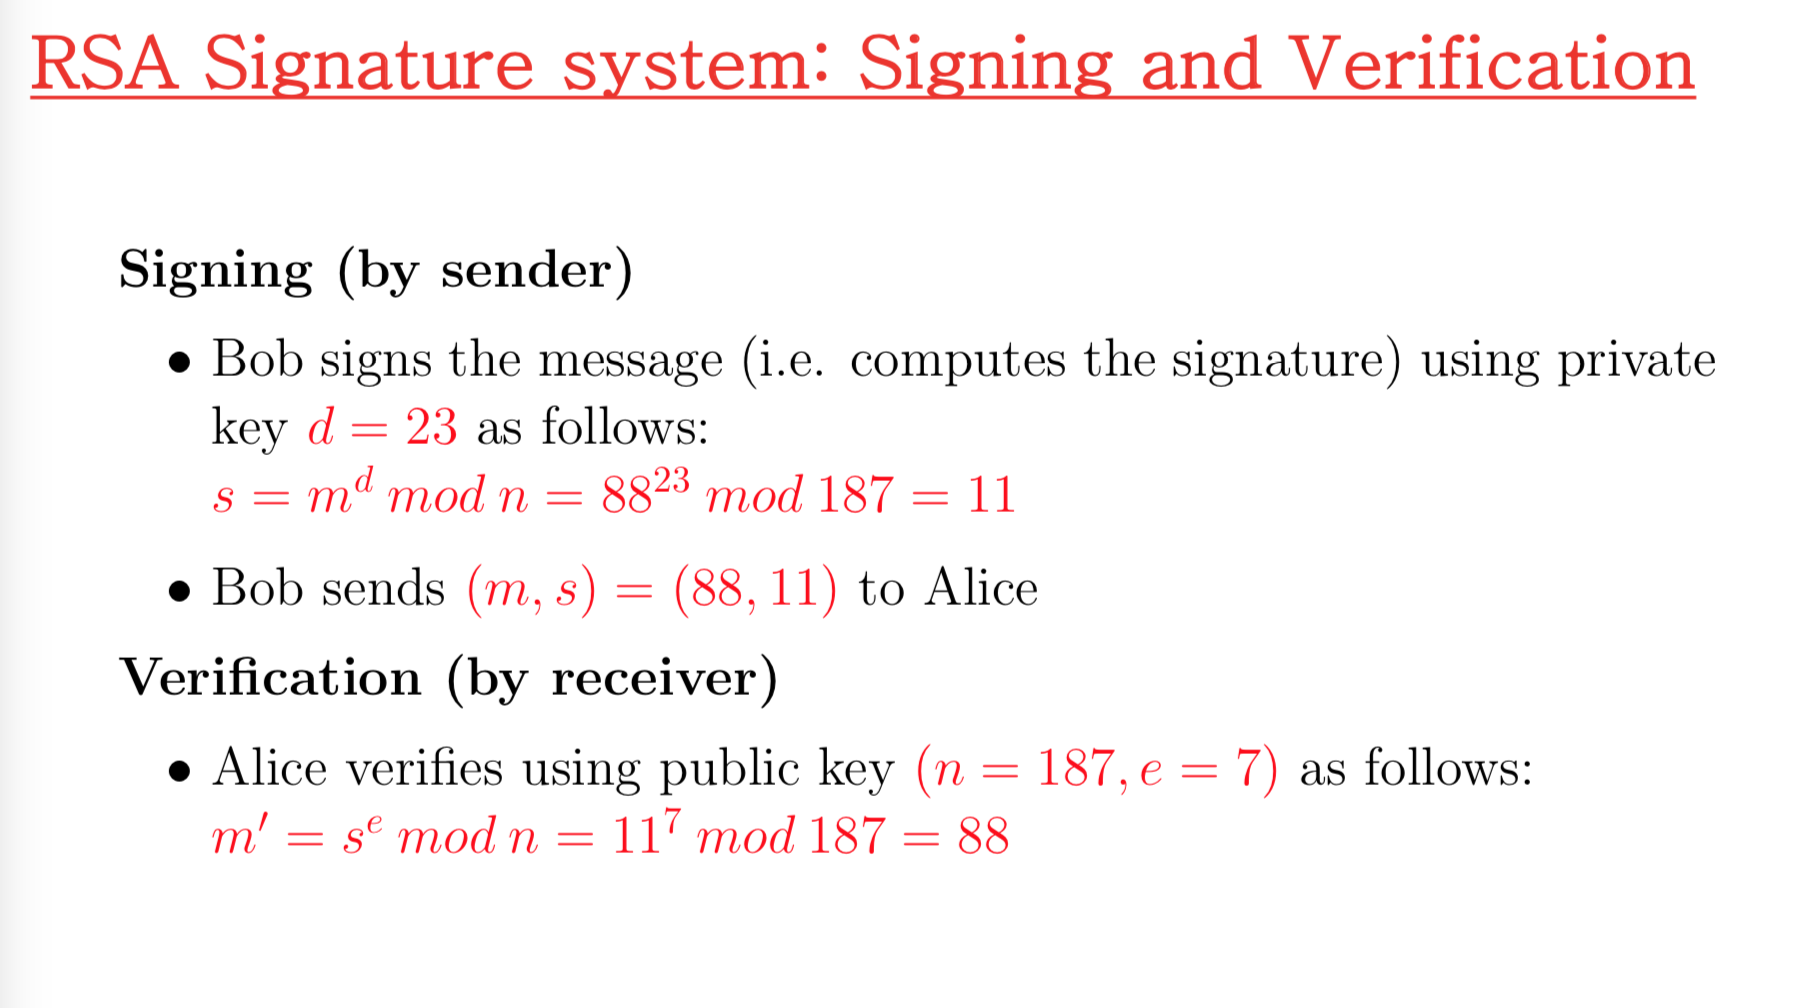 RSA Signature system: Signing and Verification
Signing (by sender)
• Bob signs the message (i.e. computes the signature) using private
key d = 23 as follows:
s = m^d mod n = 88^23 mod 187 = 11
• Bob sends (m, s) = (88, 11) to Alice
Verification (by receiver)
• Alice verifies using public key (n = 187, e = 7) as follows:
m′ = s^e mod n = 11^7 mod 187 = 88